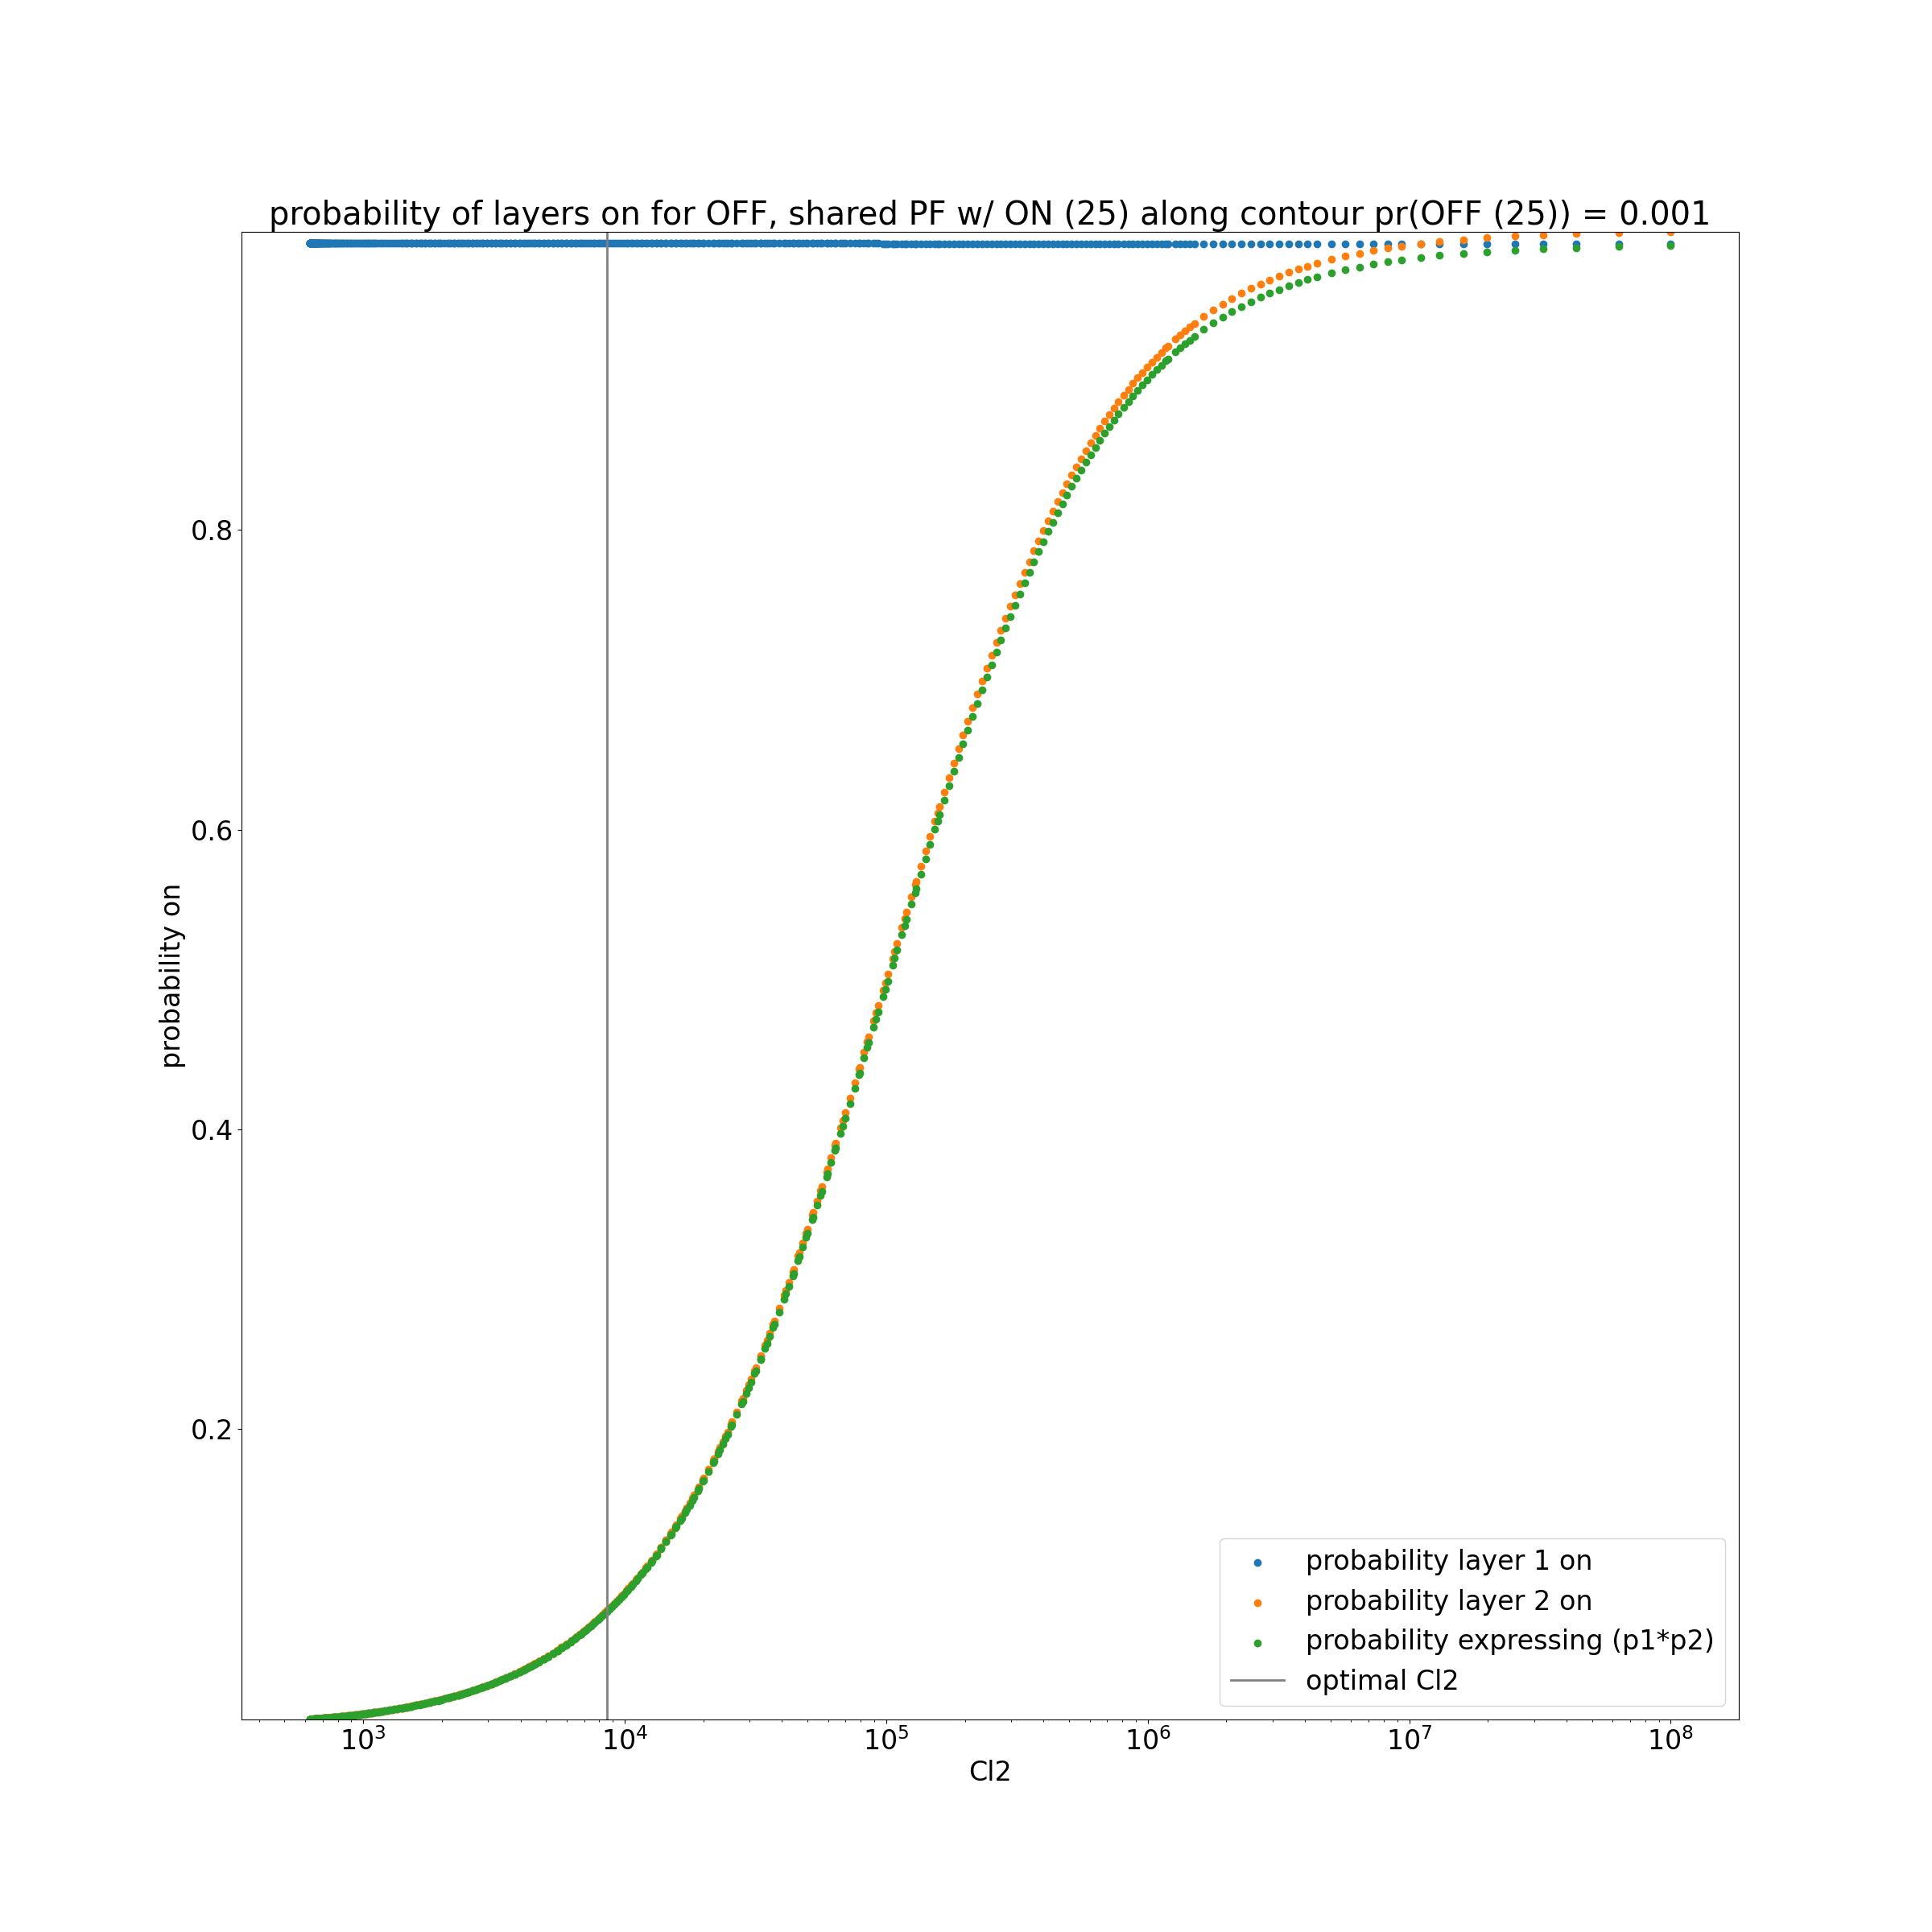 probability of layers on for OFF, shared PF w/ ON (25) along contour pr(OFF (25)) = 0.001
probability on
0.8
0.6
0.4
0.2
probability layer 1 on
probability layer 2 on
probability expressing (p1*p2)
optimal Cl2
10³ 10⁴ 10⁵ 10⁶ 10⁷ 10⁸
Cl2